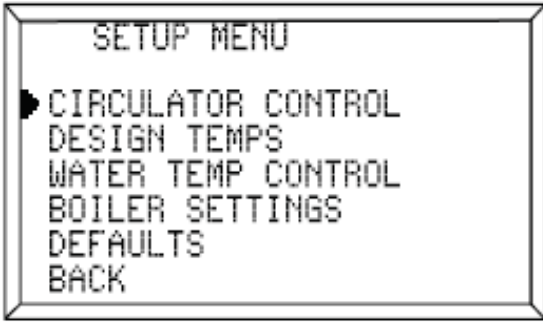 SETUP MENU
CIRCULATOR CONTROL
DESIGN TEMPS
WATER TEMP CONTROL
BOILER SETTINGS
DEFAULTS
BACK